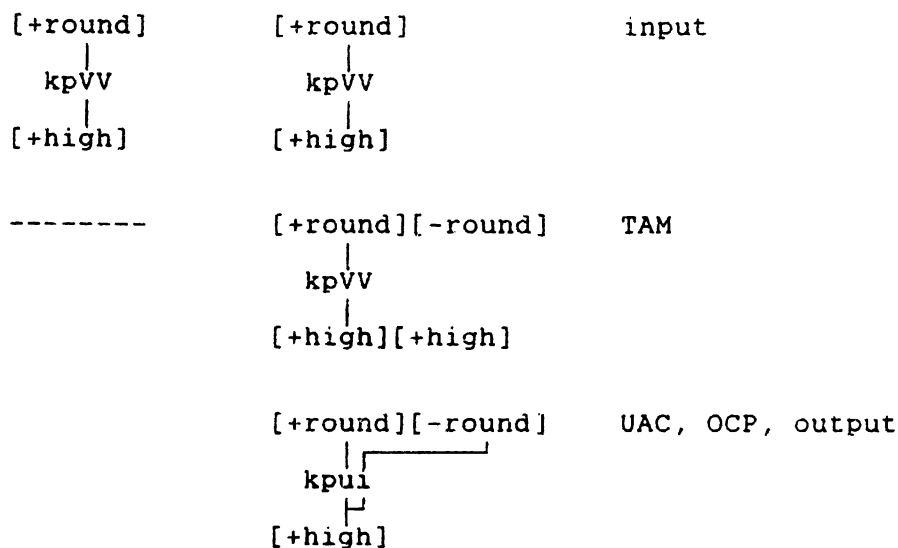 [+round] [+round] input
kpVV kpVV
[+high] [+high]
-------- [+round][-round] TAM
kpVV
[+high][+high]
[+round][-round] UAC, OCP, output
kpui
[+high]